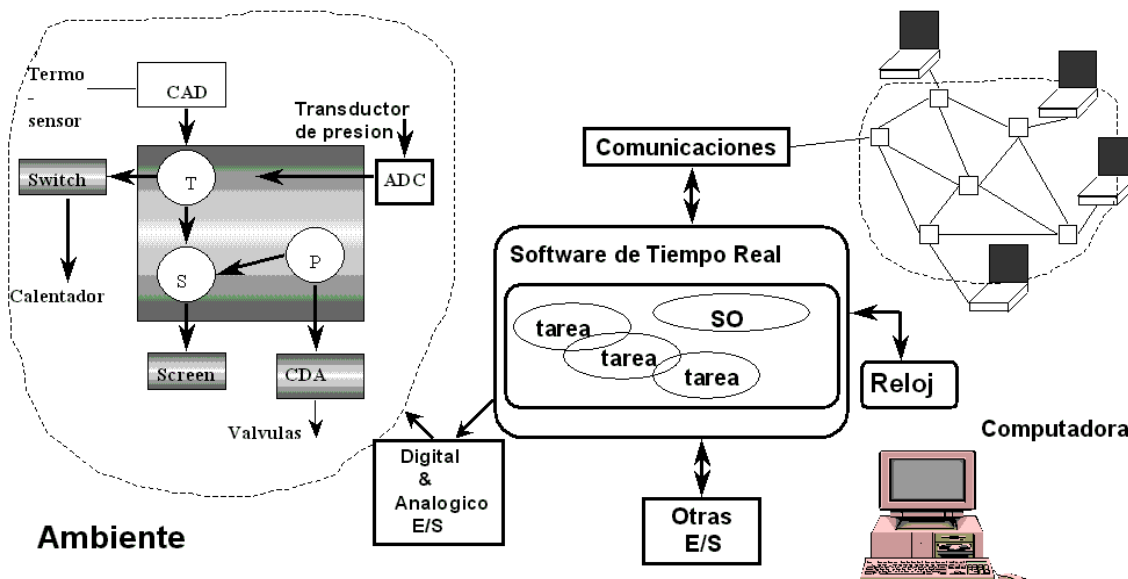 Termo
-
sensor
CAD
Transductor
de presion
Switch
T
ADC
S
P
Calentador
Screen
CDA
Valvulas
Ambiente
Digital
&
Analogico
E/S
Comunicaciones
Software de Tiempo Real
tarea
SO
tarea
tarea
Reloj
Otras
E/S
Computadora